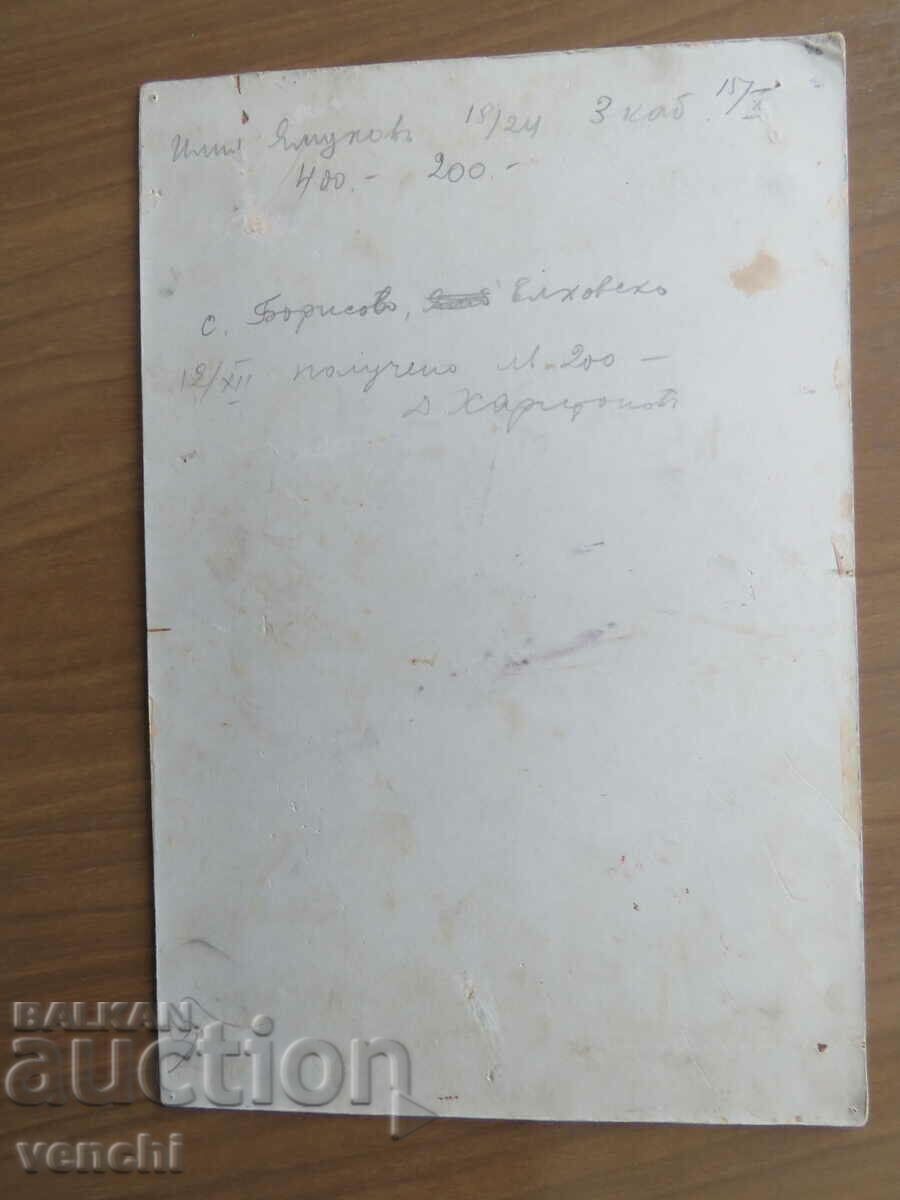 Илия Ямуковъ 18/24 3 каб. 15/X
400.- 200.-
с. Борисово, Елховско
12/XII получено лв. 200 –
Д Харитоновъ
BALKAN
auction
venchi